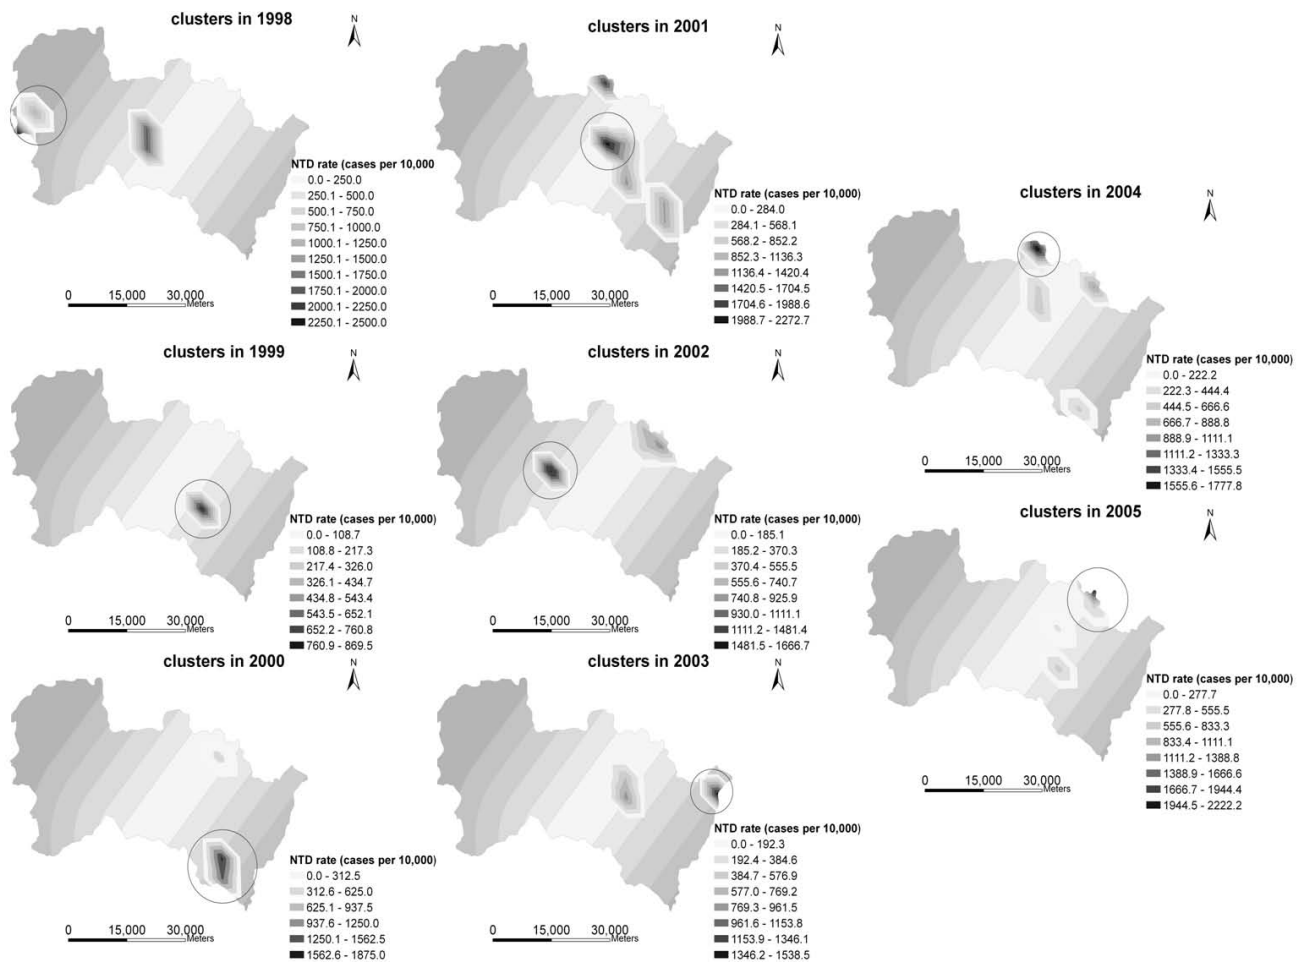 clusters in 1998
N
NTD rate (cases per 10,000
0.0 - 250.0
250.1 - 500.0
500.1 - 750.0
750.1 - 1000.0
1000.1 - 1250.0
1250.1 - 1500.0
1500.1 - 1750.0
1750.1 - 2000.0
2000.1 - 2250.0
2250.1 - 2500.0
0 15,000 30,000
Meters
clusters in 1999
N
NTD rate (cases per 10,000)
0.0 - 108.7
108.8 - 217.3
217.4 - 326.0
326.1 - 434.7
434.8 - 543.4
543.5 - 652.1
652.2 - 760.8
760.9 - 869.5
0 15,000 30,000
Meters
clusters in 2000
N
NTD rate (cases per 10,000)
0.0 - 312.5
312.6 - 625.0
625.1 - 937.5
937.6 - 1250.0
1250.1 - 1562.5
1562.6 - 1875.0
0 15,000 30,000
Meters
clusters in 2001
N
NTD rate (cases per 10,000)
0.0 - 284.0
284.1 - 568.1
568.2 - 852.2
852.3 - 1136.3
1136.4 - 1420.4
1420.5 - 1704.5
1704.6 - 1988.6
1988.7 - 2272.7
0 15,000 30,000
Meters
clusters in 2002
N
NTD rate (cases per 10,000)
0.0 - 185.1
185.2 - 370.3
370.4 - 555.5
555.6 - 740.7
740.8 - 925.9
930.0 - 1111.1
1111.2 - 1481.4
1481.5 - 1666.7
0 15,000 30,000
Meters
clusters in 2003
N
NTD rate (cases per 10,000)
0.0 - 192.3
192.4 - 384.6
384.7 - 576.9
577.0 - 769.2
769.3 - 961.5
961.6 - 1153.8
1153.9 - 1346.1
1346.2 - 1538.5
0 15,000 30,000
Meters
clusters in 2004
N
NTD rate (cases per 10,000)
0.0 - 222.2
222.3 - 444.4
444.5 - 666.6
666.7 - 888.8
888.9 - 1111.1
1111.2 - 1333.3
1333.4 - 1555.5
1555.6 - 1777.8
0 15,000 30,000
Meters
clusters in 2005
N
NTD rate (cases per 10,000)
0.0 - 277.7
277.8 - 555.5
555.6 - 833.3
833.4 - 1111.1
1111.2 - 1388.8
1388.9 - 1666.6
1666.7 - 1944.4
1944.5 - 2222.2
0 15,000 30,000
Meters